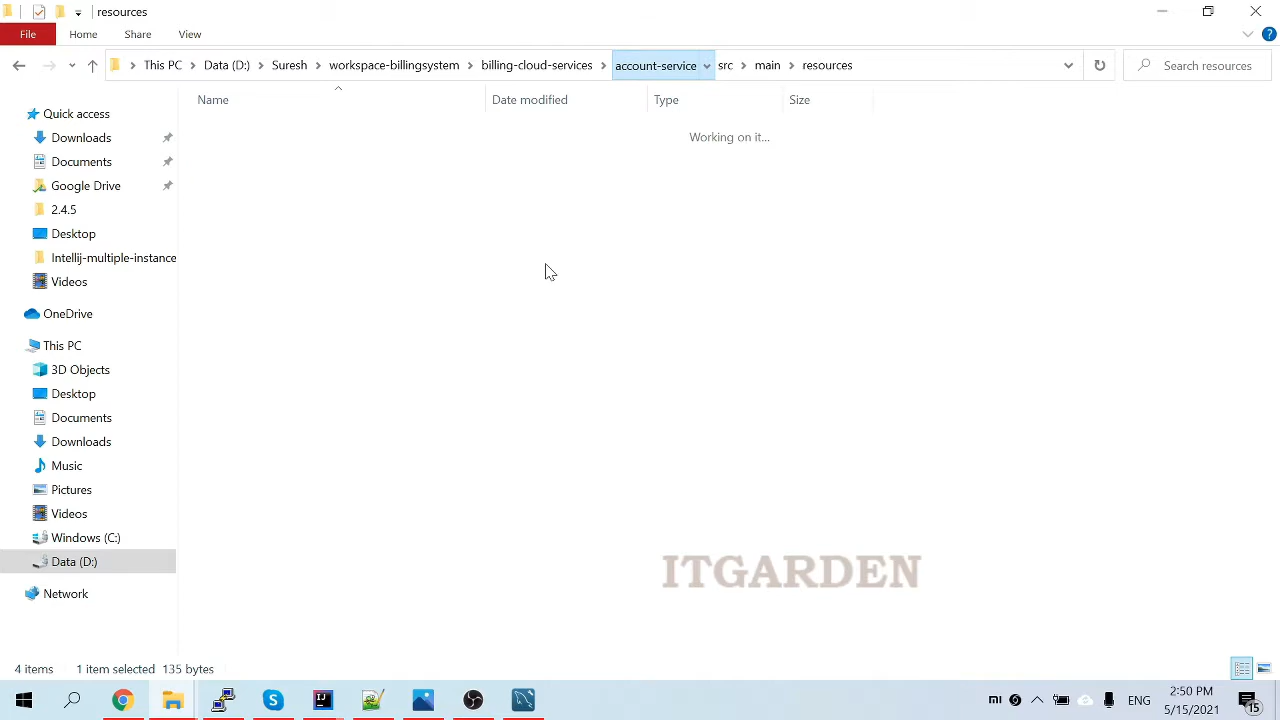 resources
File Home Share View
This PC Data (D:) Suresh workspace-billingsystem billing-cloud-services account-service src main resources Search resources
Name Date modified Type Size
Working on it...
Quick access
Downloads
Documents
Google Drive
2.4.5
Desktop
Intellij-multiple-instance
Videos
OneDrive
This PC
3D Objects
Desktop
Documents
Downloads
Music
Pictures
Videos
Windows (C:)
Data (D:)
Network
ITGARDEN
4 items 1 item selected 135 bytes
mi ENG 2:50 PM
5/15/2021 15